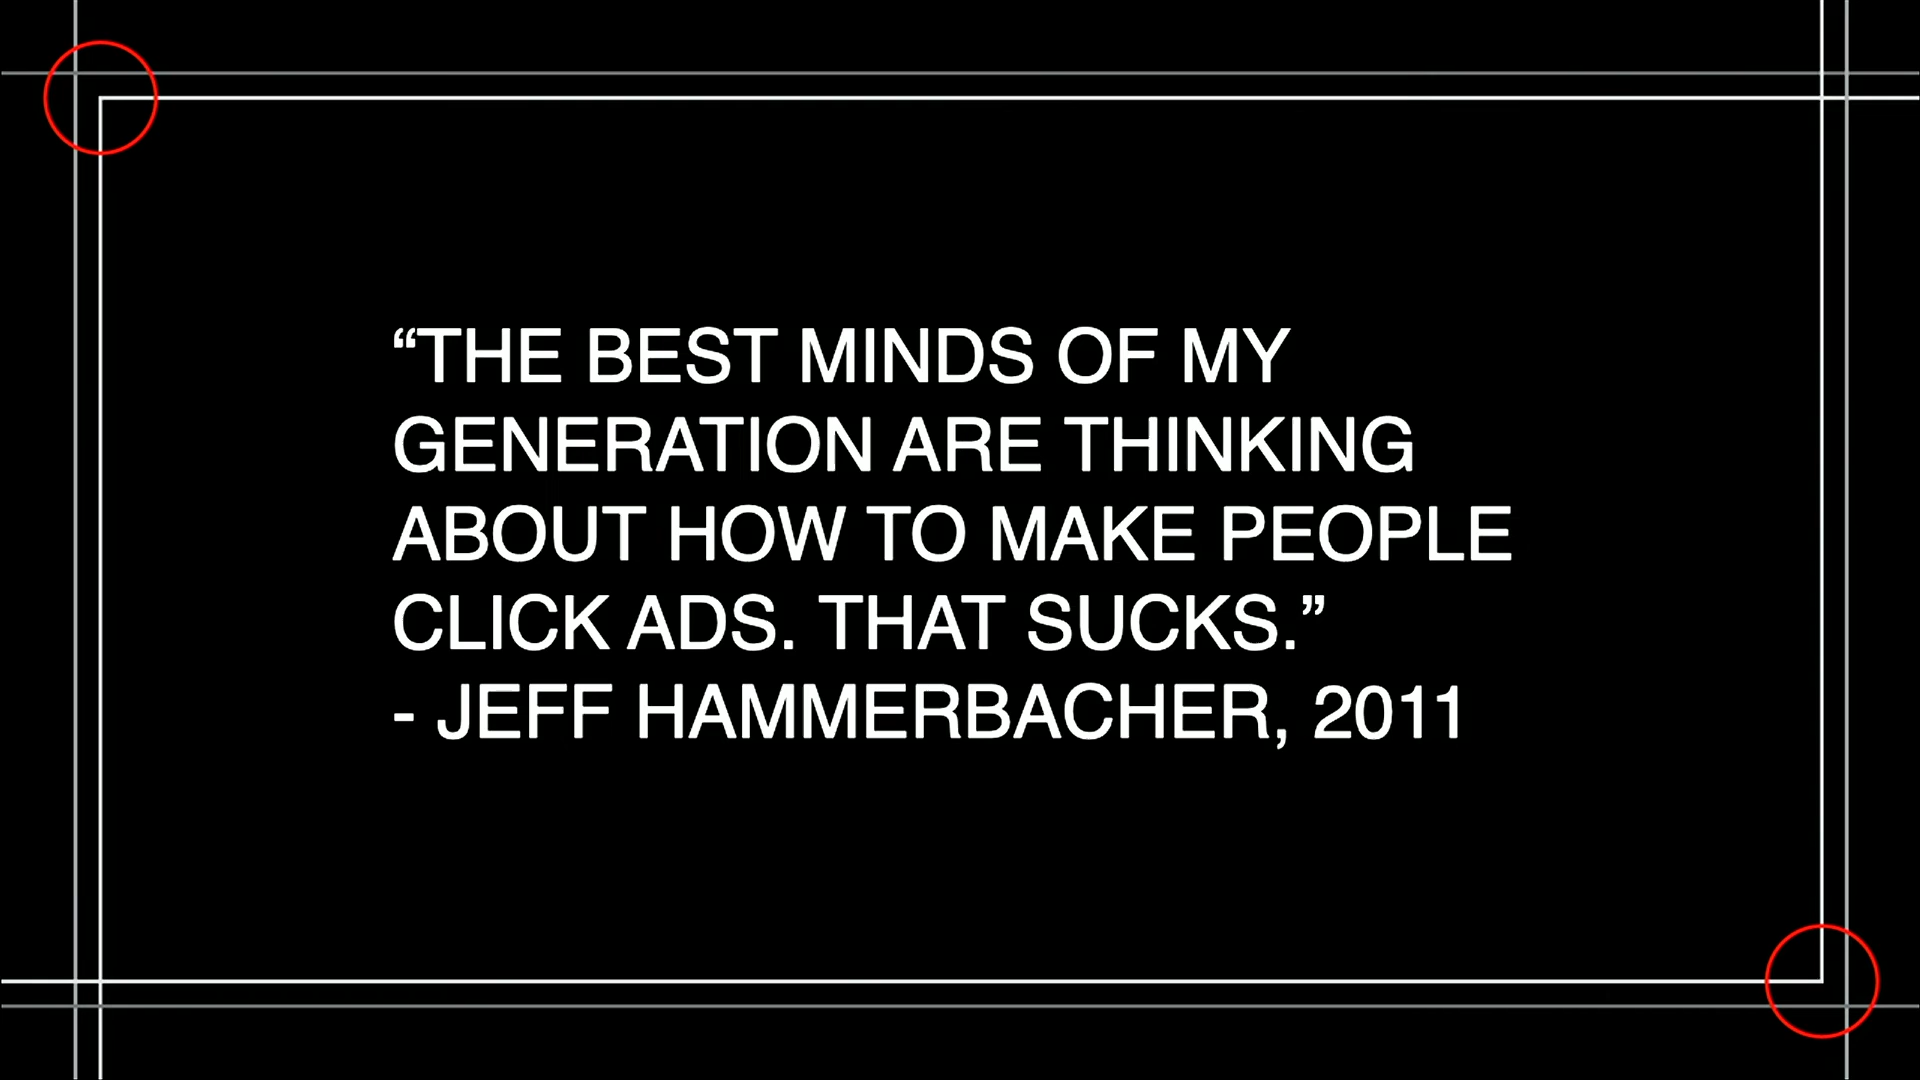 “THE BEST MINDS OF MY
GENERATION ARE THINKING
ABOUT HOW TO MAKE PEOPLE
CLICK ADS. THAT SUCKS.”
- JEFF HAMMERBACHER, 2011